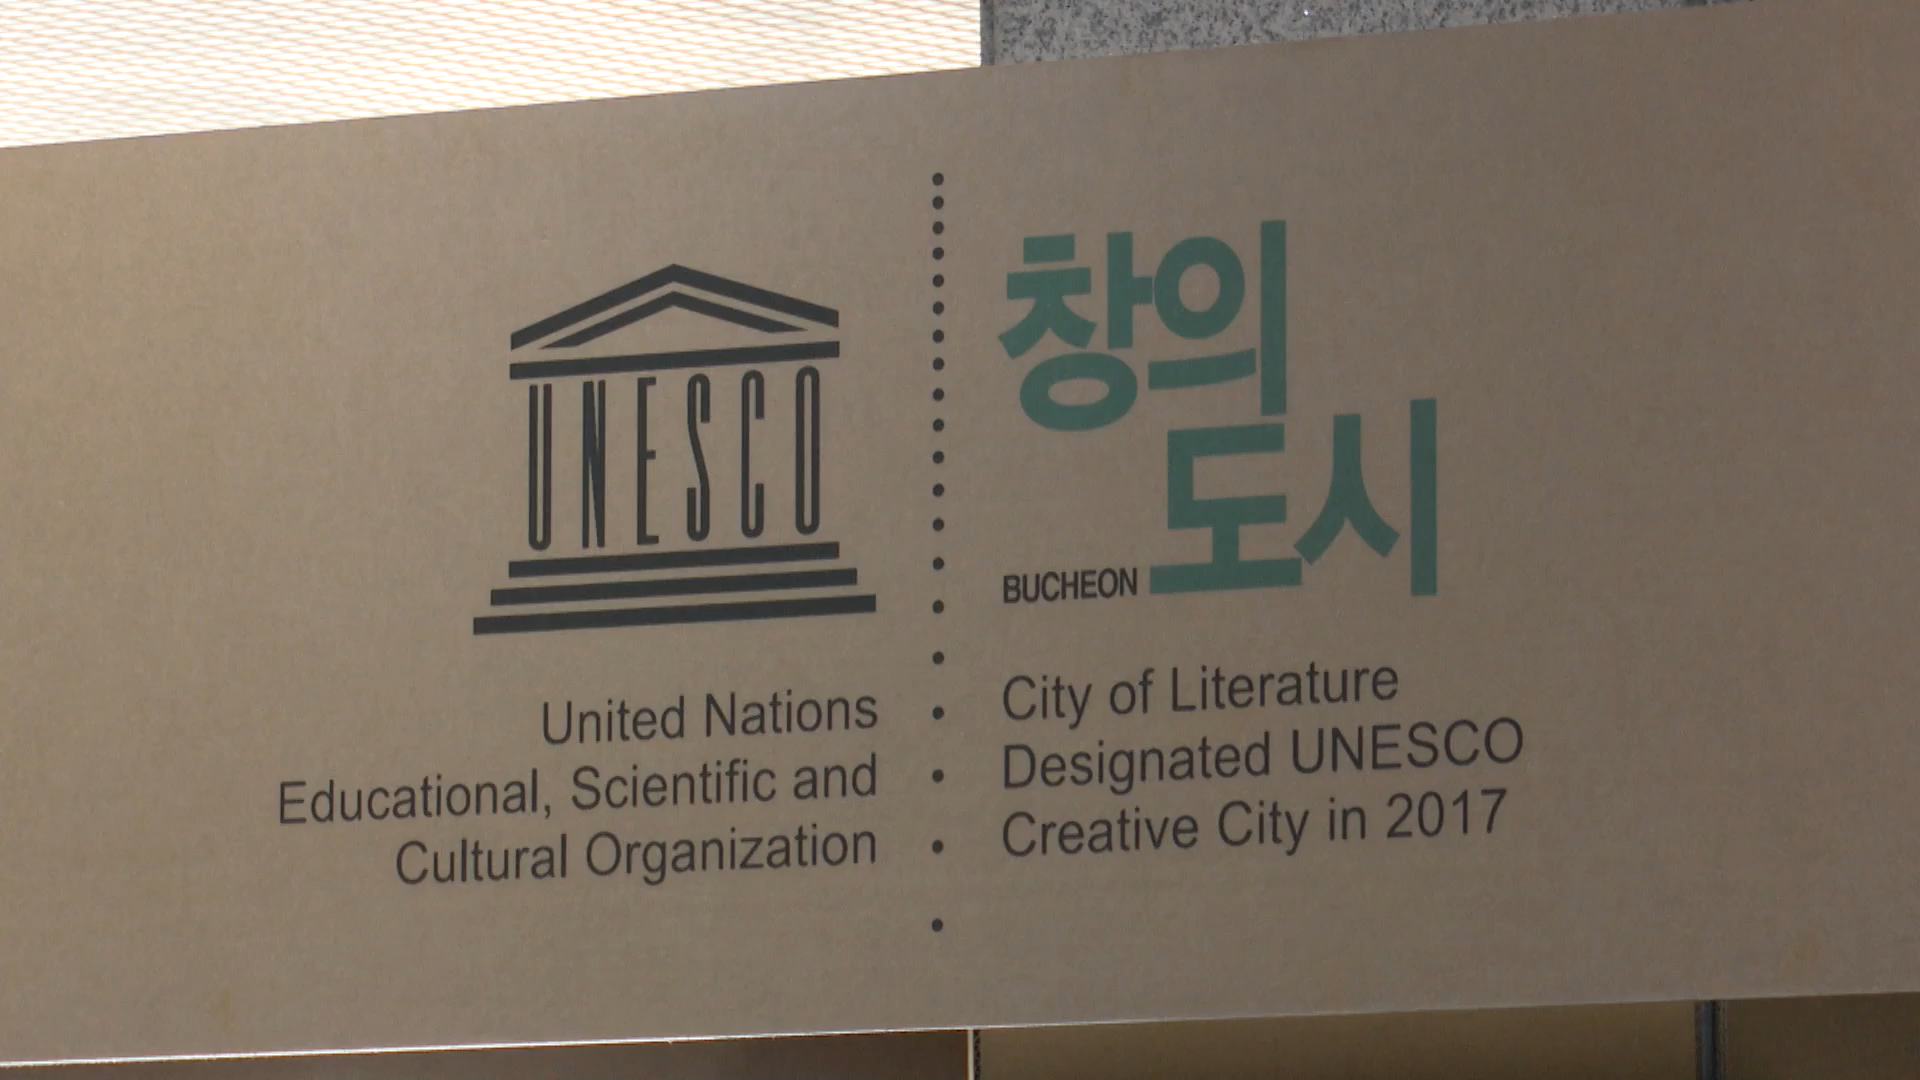 UNESCO
United Nations
Educational, Scientific and
Cultural Organization
창의
도시
BUCHEON
City of Literature
Designated UNESCO
Creative City in 2017